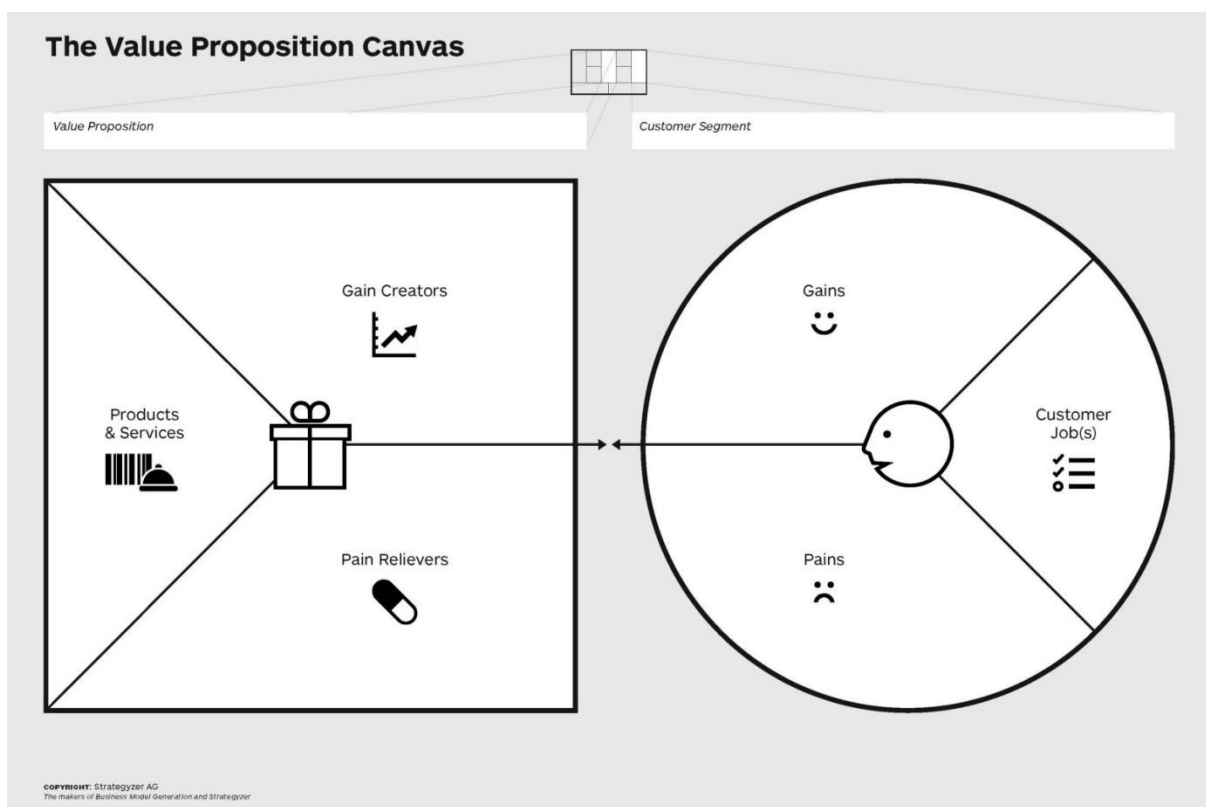 The Value Proposition Canvas
Value Proposition
Customer Segment
Gain Creators
Gains
Products
& Services
Customer
Job(s)
Pain Relievers
Pains
COPYRIGHT: Strategyzer AG
The makers of Business Model Generation and Strategyzer